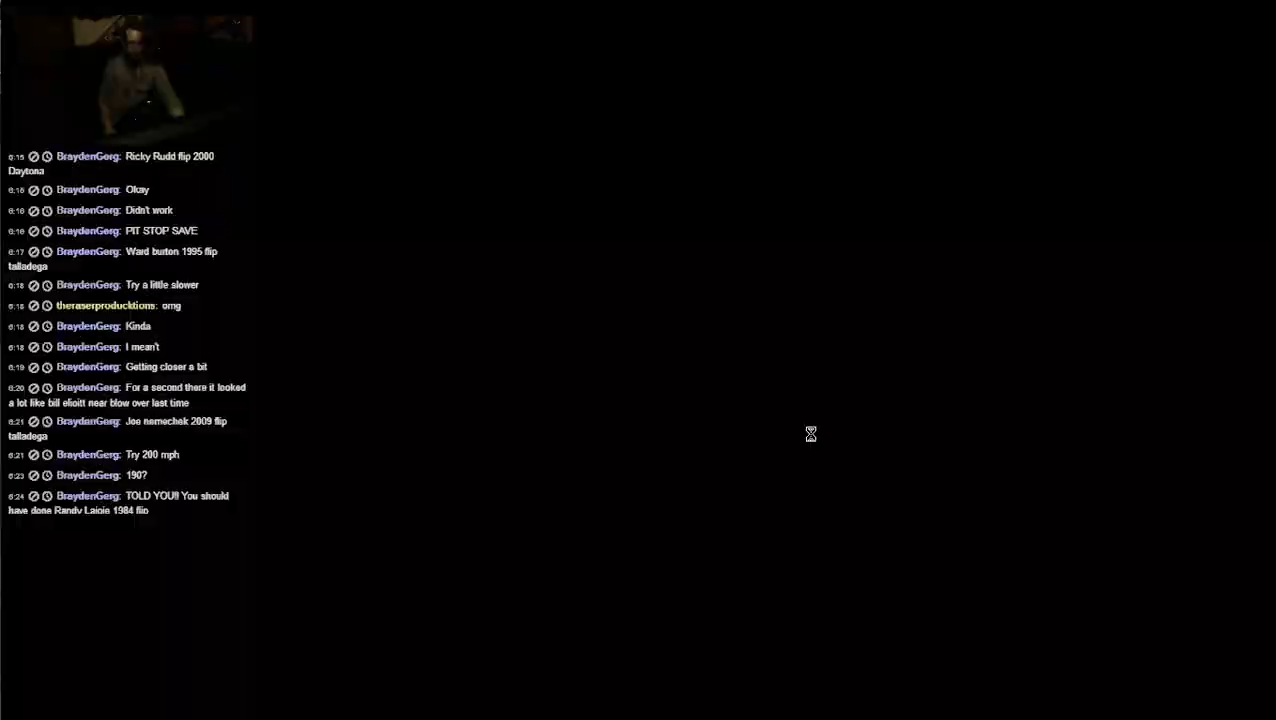 6:15 BraydenGerg: Ricky Rudd flip 2000
Daytona
6:16 BraydenGerg: Okay
6:16 BraydenGerg: Didn't work
6:16 BraydenGerg: PIT STOP SAVE
6:17 BraydenGerg: Ward burton 1995 flip
talladega
6:18 BraydenGerg: Try a little slower
6:18 theraserproducktions: omg
6:18 BraydenGerg: Kinda
6:18 BraydenGerg: I mean't
6:19 BraydenGerg: Getting closer a bit
6:20 BraydenGerg: For a second there it looked
a lot like bill elioitt near blow over last time
6:21 BraydenGerg: Joe nemechek 2009 flip
talladega
6:21 BraydenGerg: Try 200 mph
6:23 BraydenGerg: 190?
6:24 BraydenGerg: TOLD YOU!! You should
have done Randy Lajoie 1984 flip